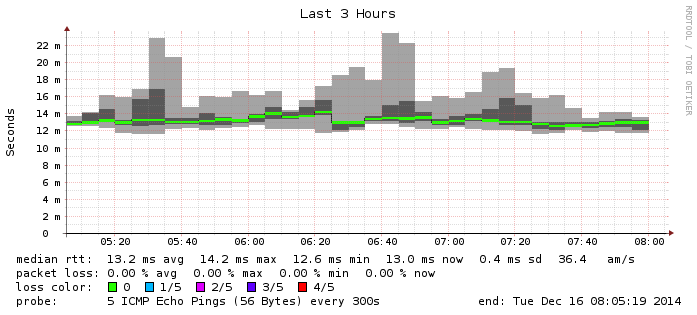 Last 3 Hours
RRDTOOL / TOBI OETIKER
Seconds
22 m
20 m
18 m
16 m
14 m
12 m
10 m
8 m
6 m
4 m
2 m
0
05:20 05:40 06:00 06:20 06:40 07:00 07:20 07:40 08:00
median rtt: 13.2 ms avg 14.2 ms max 12.6 ms min 13.0 ms now 0.4 ms sd 36.4 am/s
packet loss: 0.00 % avg 0.00 % max 0.00 % min 0.00 % now
loss color: 0 1/5 2/5 3/5 4/5
probe: 5 ICMP Echo Pings (56 Bytes) every 300s end: Tue Dec 16 08:05:19 2014